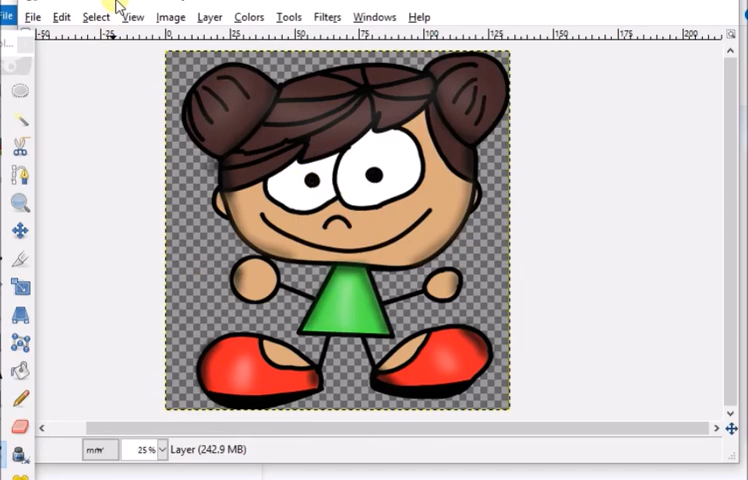 File
File Edit Select View Image Layer Colors Tools Filters Windows Help
-50 -25 0 25 50 75 100 125 150 175 200
mm 25 % Layer (242.9 MB)